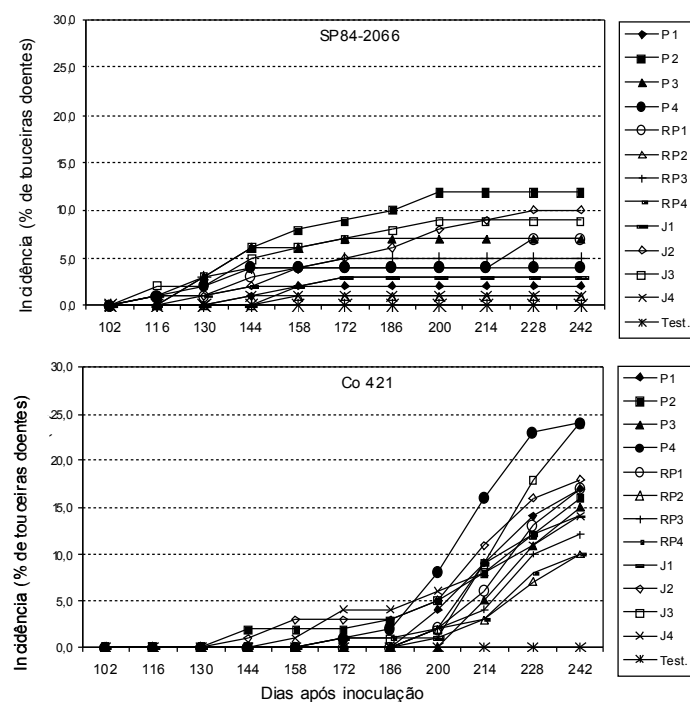 SP84-2066
30,0
25,0
20,0
15,0
10,0
5,0
0,0
Incidência (% de touceiras doentes)
102 116 130 144 158 172 186 200 214 228 242
P1
P2
P3
P4
RP1
RP2
RP3
RP4
J1
J2
J3
J4
Test.
Co 421
30,0
25,0
20,0
15,0
10,0
5,0
0,0
Incidência (% de touceiras doentes)
102 116 130 144 158 172 186 200 214 228 242
Dias após inoculação
P1
P2
P3
P4
RP1
RP2
RP3
RP4
J1
J2
J3
J4
Test.